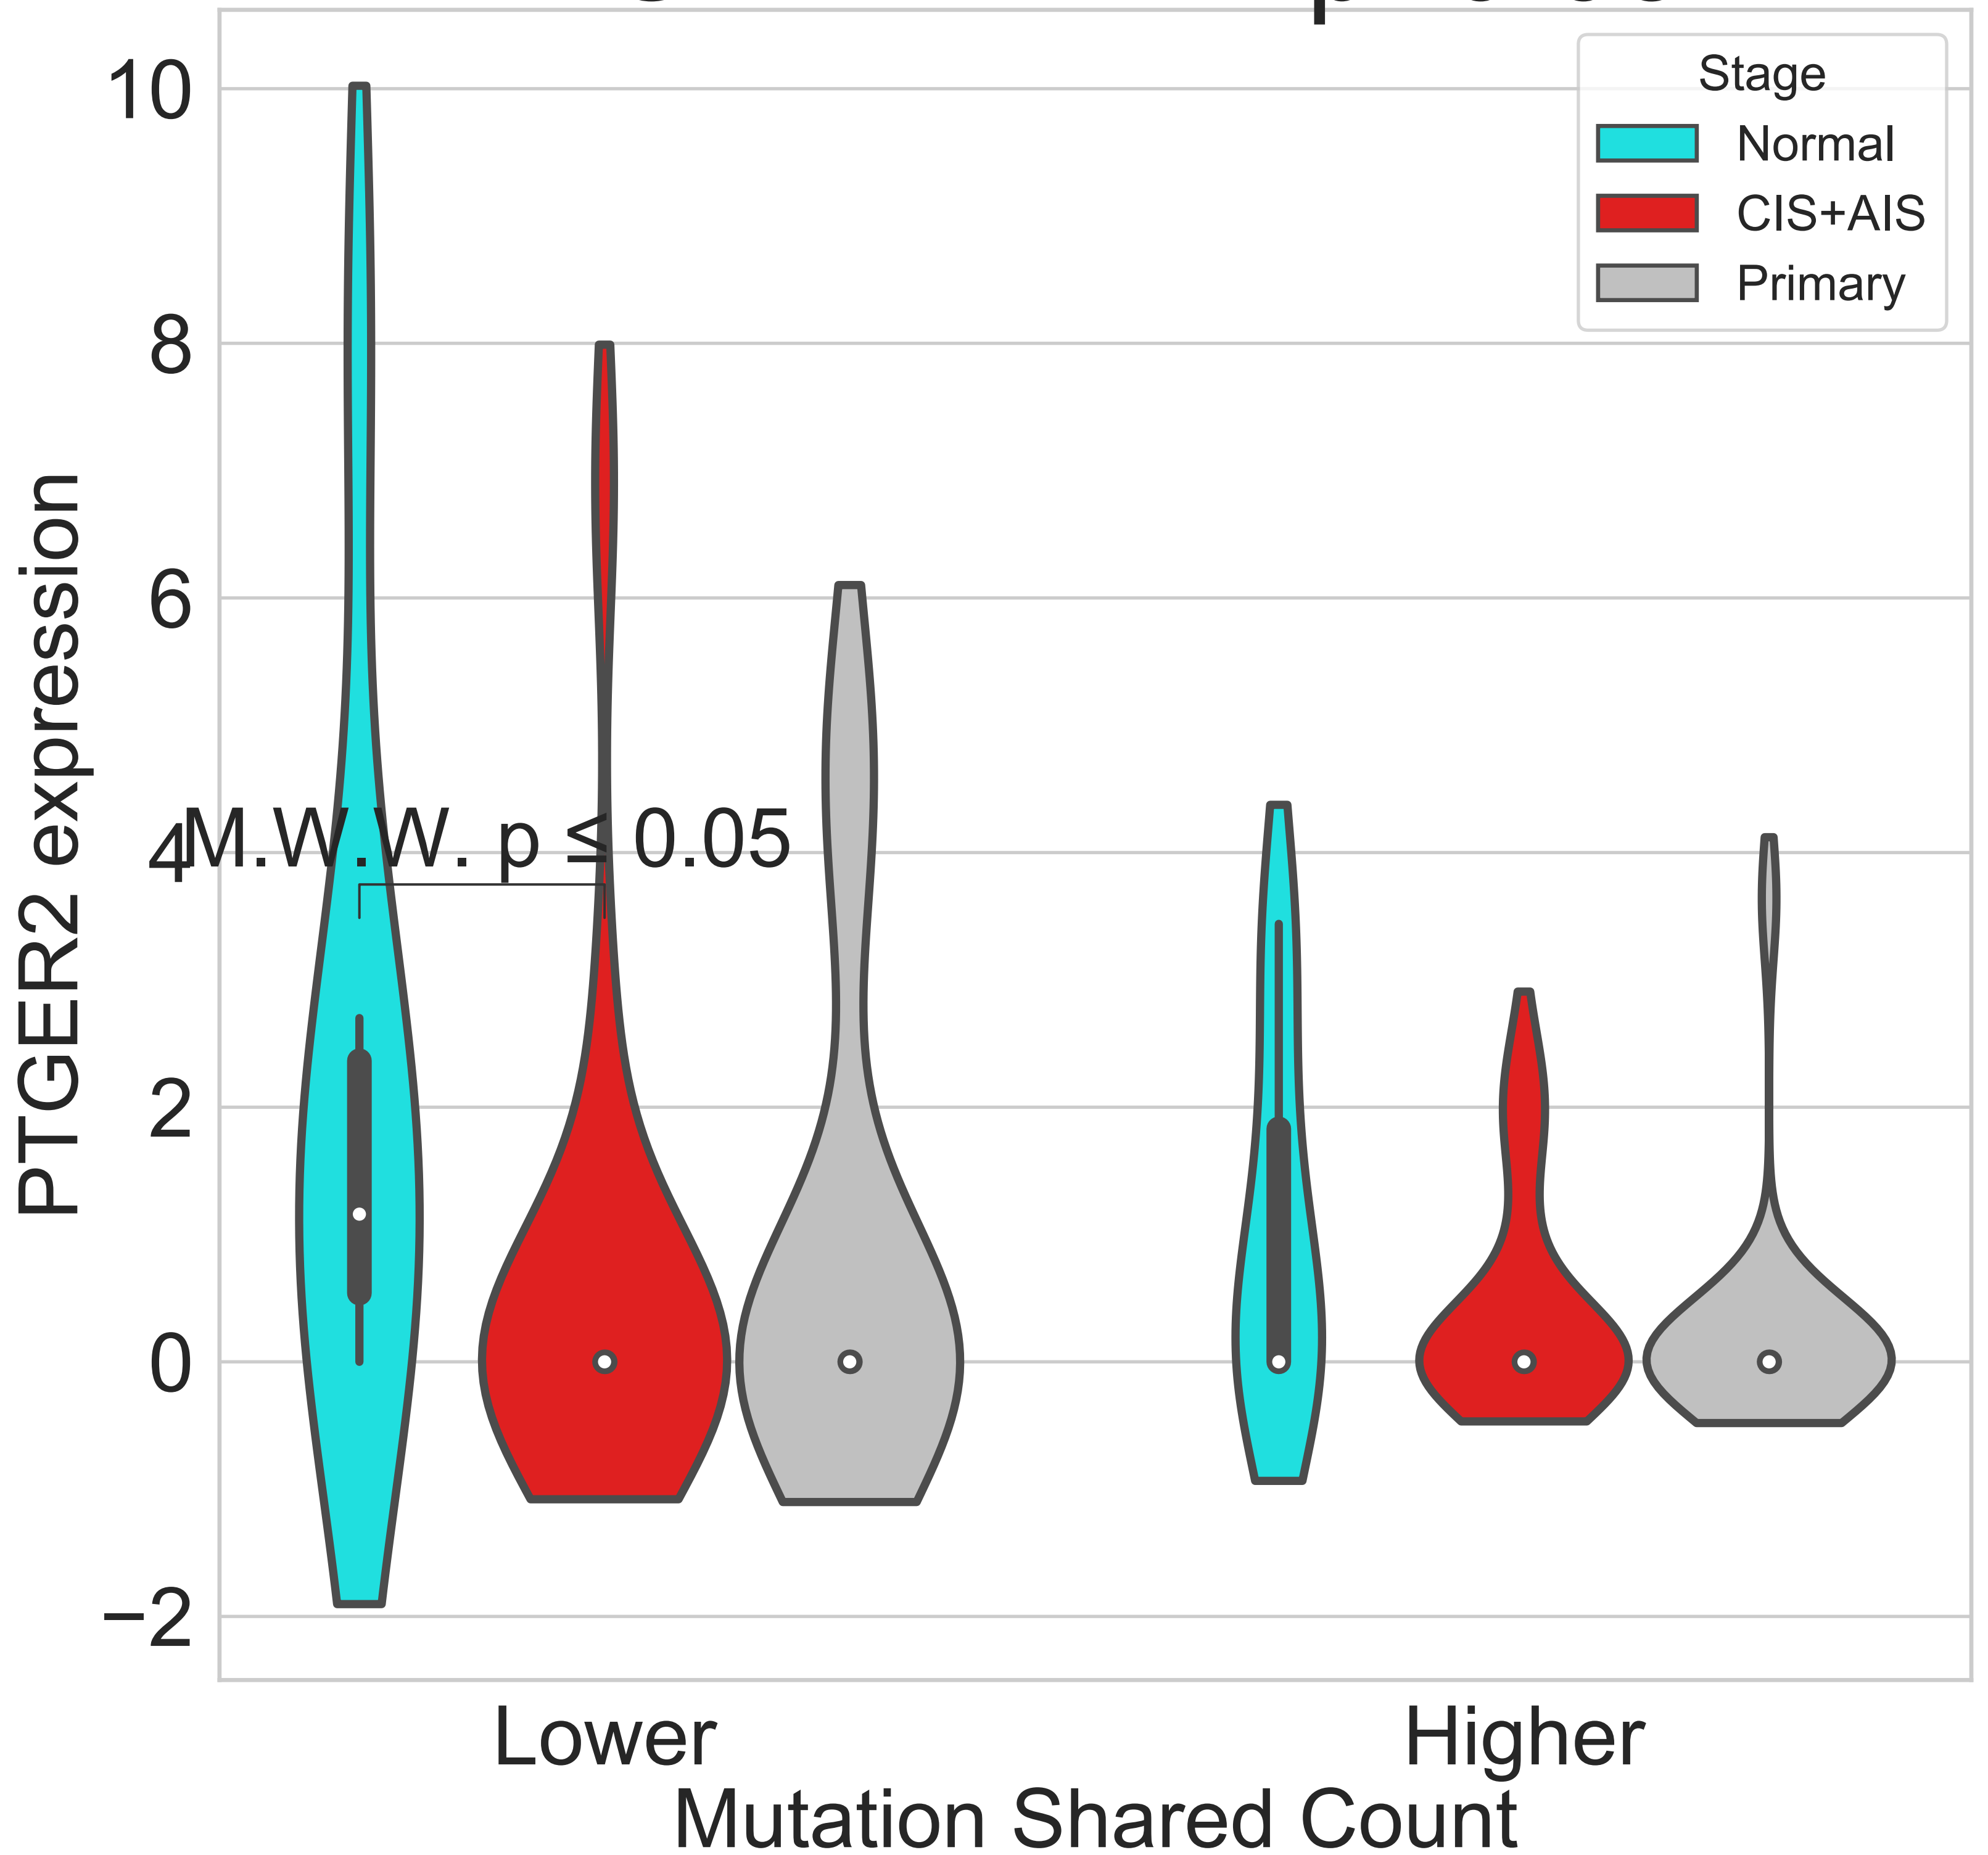 Stage
Normal
CIS+AIS
Primary
10
8
6
4
2
0
−2
PTGER2 expression
M.W.W. p ≤ 0.05
Lower
Higher
Mutation Shared Count